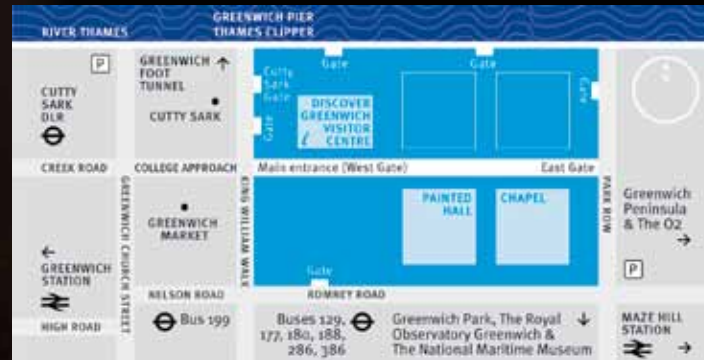 RIVER THAMES
GREENWICH PIER
THAMES CLIPPER
P
CUTTY
SARK
DLR
GREENWICH
FOOT
TUNNEL
CUTTY SARK
Gate
Gate
Cutty
Sark
Gate
Gate
Gate
DISCOVER
GREENWICH
VISITOR
CENTRE
CREEK ROAD
COLLEGE APPROACH
Main entrance (West Gate)
East Gate
GREENWICH CHURCH STREET
KING WILLIAM WALK
PARK ROW
GREENWICH
MARKET
PAINTED
HALL
CHAPEL
Greenwich
Peninsula
& The O2
P
GREENWICH
STATION
Gate
NELSON ROAD
ROMNEY ROAD
HIGH ROAD
Bus 199
Buses 129,
177, 180, 188,
286, 386
Greenwich Park, The Royal
Observatory Greenwich &
The National Maritime Museum
MAZE HILL
STATION